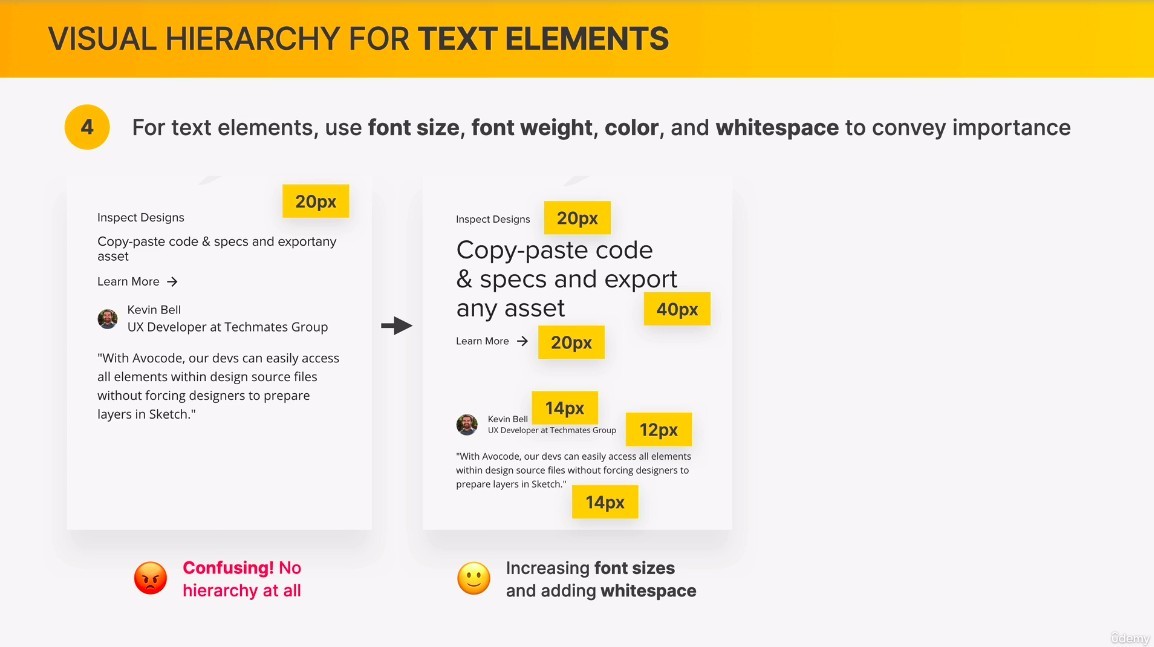 VISUAL HIERARCHY FOR TEXT ELEMENTS
4
For text elements, use font size, font weight, color, and whitespace to convey importance
20px
Inspect Designs
Copy-paste code & specs and exportany
asset
Learn More →
Kevin Bell
UX Developer at Techmates Group
"With Avocode, our devs can easily access
all elements within design source files
without forcing designers to prepare
layers in Sketch."
Confusing! No
hierarchy at all
Inspect Designs
20px
Copy-paste code
& specs and export
any asset
40px
Learn More →
20px
Kevin Bell
14px
UX Developer at Techmates Group
12px
"With Avocode, our devs can easily access all elements
within design source files without forcing designers to
prepare layers in Sketch."
14px
Increasing font sizes
and adding whitespace
ûdemy